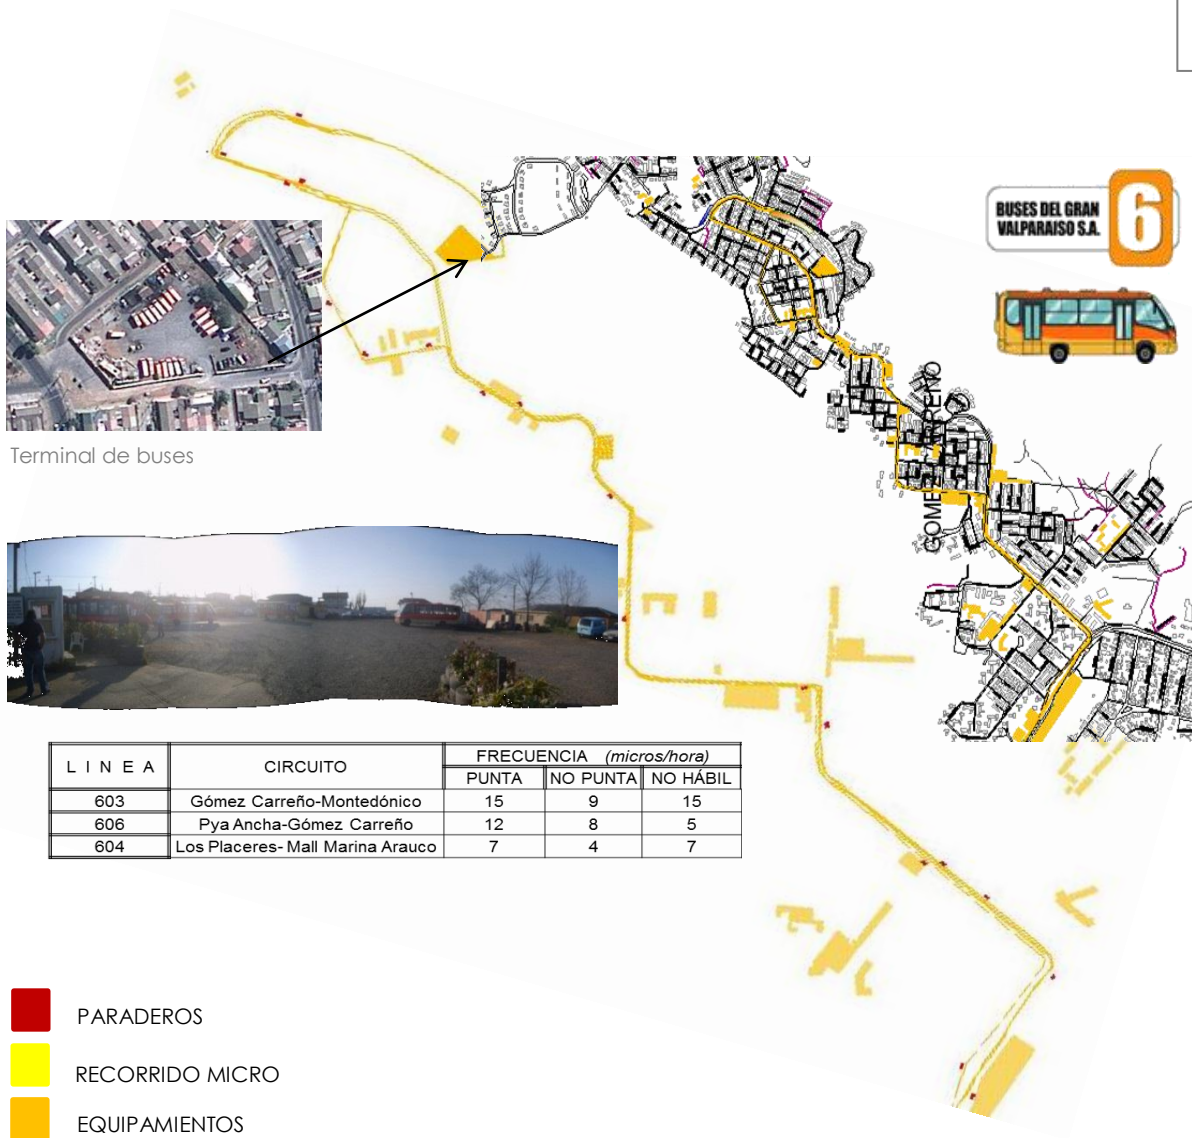 BUSES DEL GRAN
VALPARAISO S.A.
6
Terminal de buses
L I N E A CIRCUITO FRECUENCIA (micros/hora)
PUNTA NO PUNTA NO HÁBIL
603 Gómez Carreño-Montedónico 15 9 15
606 Pya Ancha-Gómez Carreño 12 8 5
604 Los Placeres- Mall Marina Arauco 7 4 7
PARADEROS
RECORRIDO MICRO
EQUIPAMIENTOS